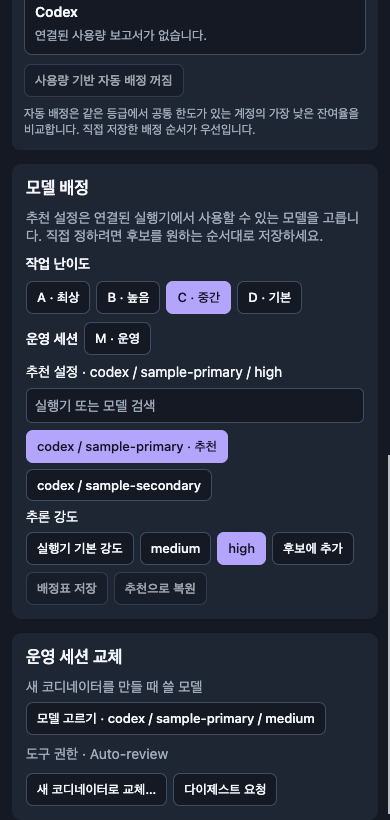 Codex
연결된 사용량 보고서가 없습니다.
사용량 기반 자동 배정 꺼짐
자동 배정은 같은 등급에서 공통 한도가 있는 계정의 가장 낮은 잔여율을
비교합니다. 직접 저장한 배정 순서가 우선입니다.
모델 배정
추천 설정은 연결된 실행기에서 사용할 수 있는 모델을 고릅니
다. 직접 정하려면 후보를 원하는 순서대로 저장하세요.
작업 난이도
A · 최상 B · 높음 C · 중간 D · 기본
운영 세션 M · 운영
추천 설정 · codex / sample-primary / high
실행기 또는 모델 검색
codex / sample-primary · 추천
codex / sample-secondary
추론 강도
실행기 기본 강도 medium high 후보에 추가
배정표 저장 추천으로 복원
운영 세션 교체
새 코디네이터를 만들 때 쓸 모델
모델 고르기 · codex / sample-primary / medium
도구 권한 · Auto-review
새 코디네이터로 교체... 다이제스트 요청